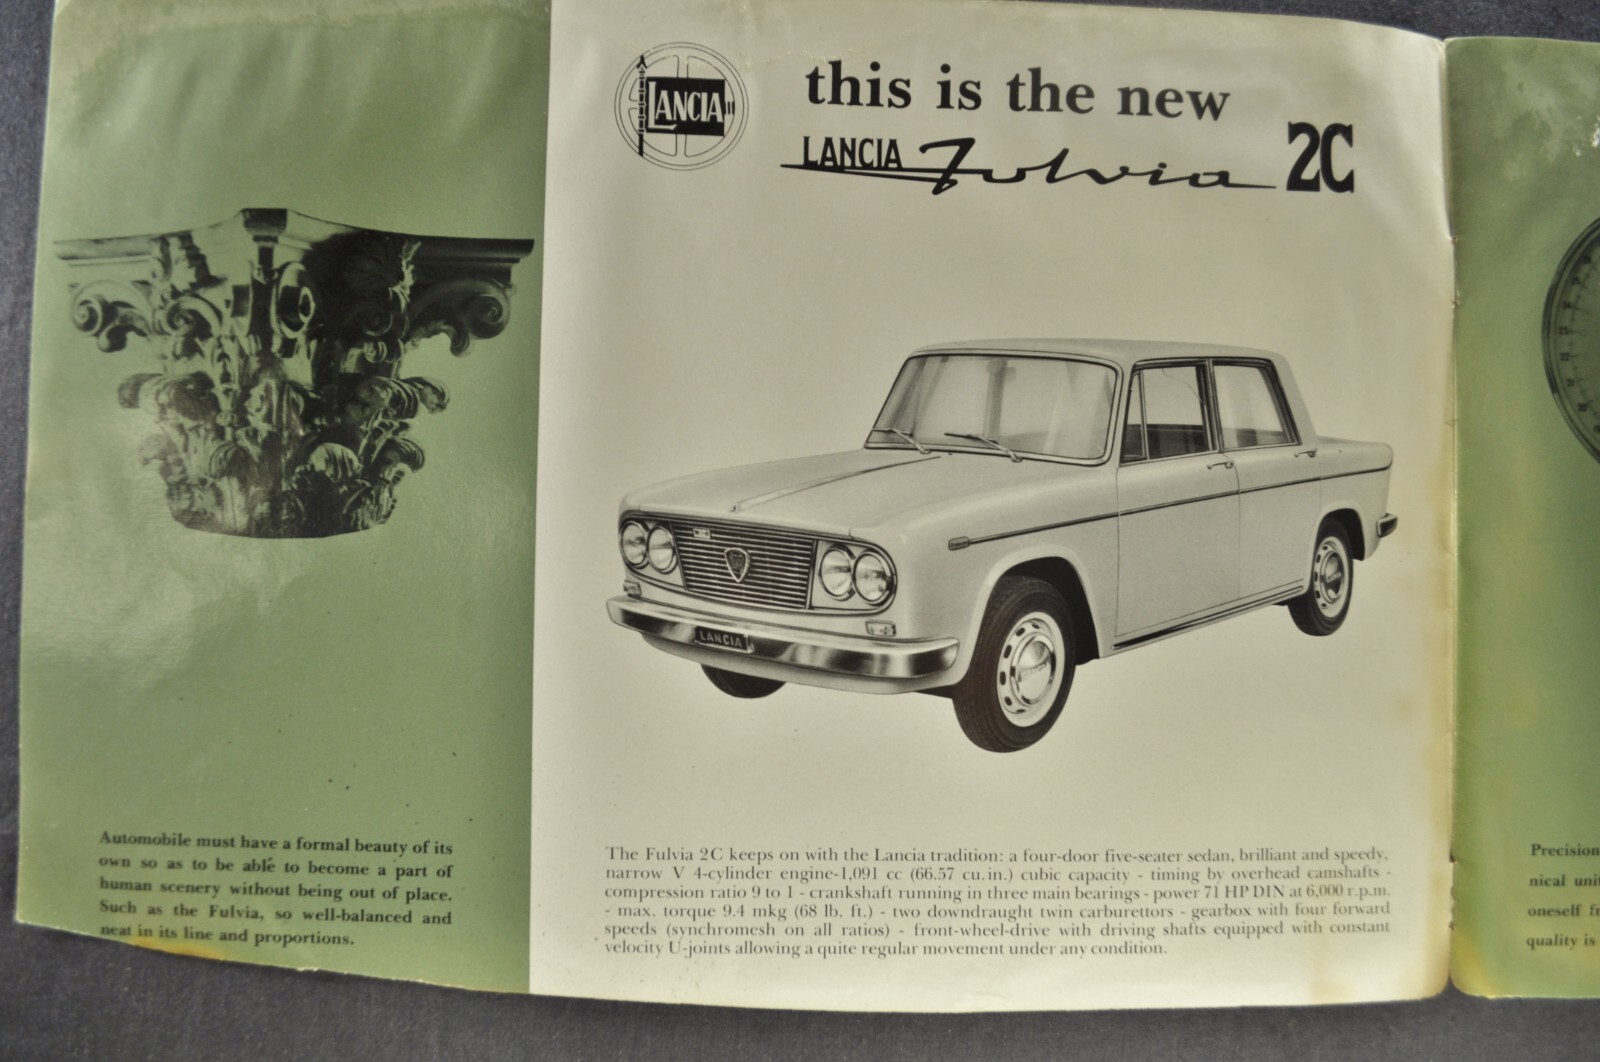 LANCIA
this is the new
LANCIA Fulvia 2C
LANCIA
Automobile must have a formal beauty of its
own so as to be able to become a part of
human scenery without being out of place.
Such as the Fulvia, so well-balanced and
neat in its line and proportions.
The Fulvia 2C keeps on with the Lancia tradition: a four-door five-seater sedan, brilliant and speedy,
narrow V 4-cylinder engine-1,091 cc (66.57 cu.in.) cubic capacity - timing by overhead camshafts -
compression ratio 9 to 1 - crankshaft running in three main bearings - power 71 HP DIN at 6,000 r.p.m.
- max. torque 9.4 mkg (68 lb. ft.) - two downdraught twin carburettors - gearbox with four forward
speeds (synchromesh on all ratios) - front-wheel-drive with driving shafts equipped with constant
velocity U-joints allowing a quite regular movement under any condition.
Precision
nical uni
oneself fr
quality is